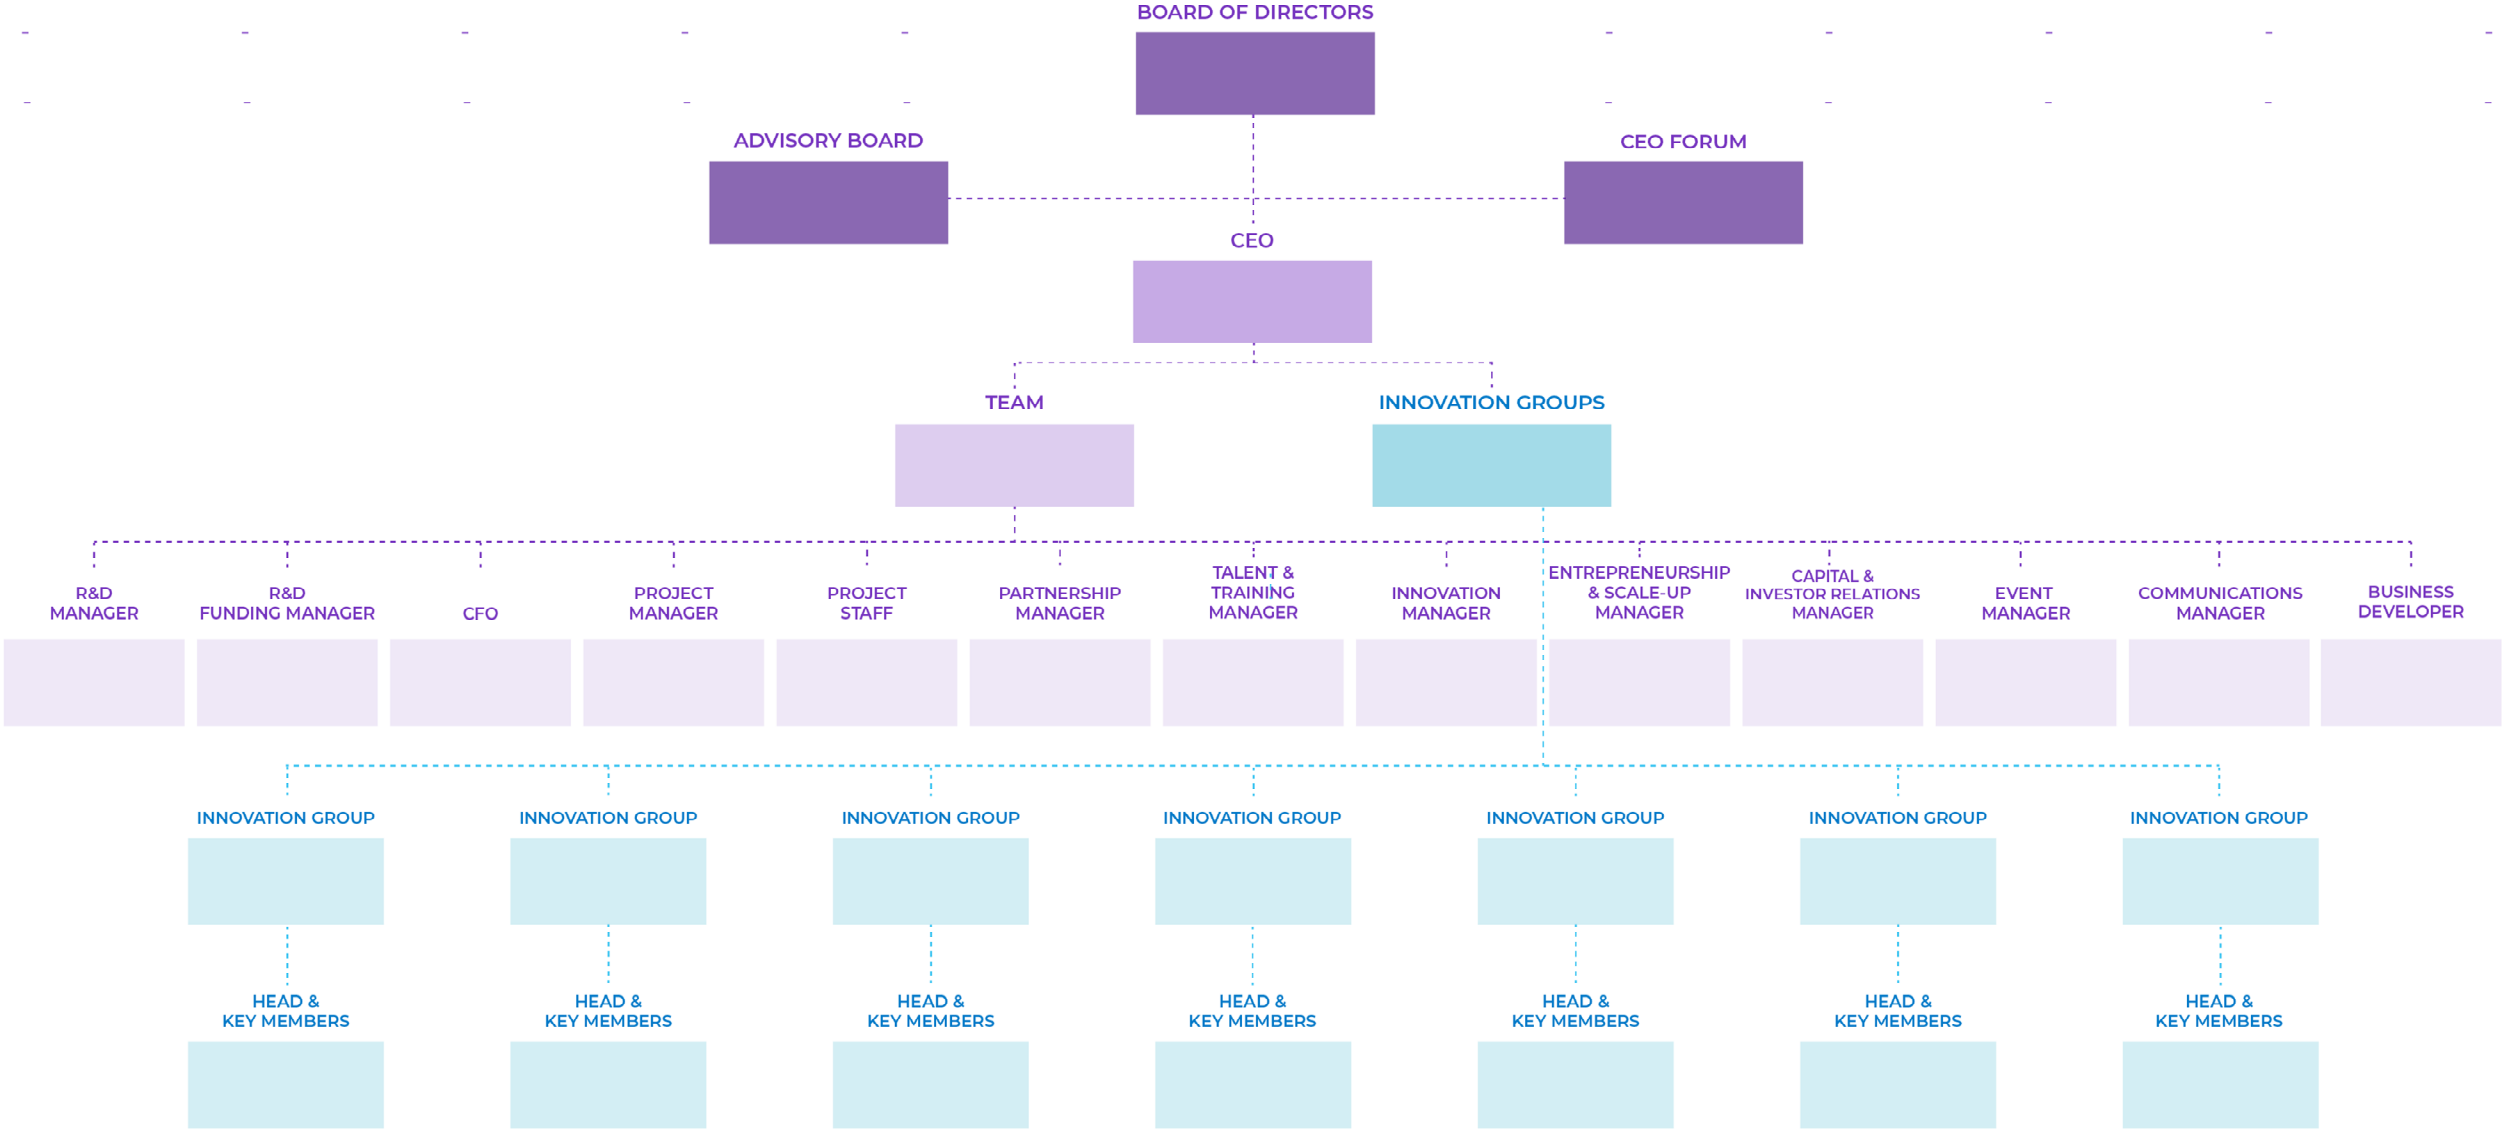 BOARD OF DIRECTORS
ADVISORY BOARD
CEO FORUM
CEO
TEAM
INNOVATION GROUPS
R&D
MANAGER
R&D
FUNDING MANAGER
CFO
PROJECT
MANAGER
PROJECT
STAFF
PARTNERSHIP
MANAGER
TALENT &
TRAINING
MANAGER
INNOVATION
MANAGER
ENTREPRENEURSHIP
& SCALE-UP
MANAGER
CAPITAL &
INVESTOR RELATIONS
MANAGER
EVENT
MANAGER
COMMUNICATIONS
MANAGER
BUSINESS
DEVELOPER
INNOVATION GROUP
INNOVATION GROUP
INNOVATION GROUP
INNOVATION GROUP
INNOVATION GROUP
INNOVATION GROUP
INNOVATION GROUP
HEAD &
KEY MEMBERS
HEAD &
KEY MEMBERS
HEAD &
KEY MEMBERS
HEAD &
KEY MEMBERS
HEAD &
KEY MEMBERS
HEAD &
KEY MEMBERS
HEAD &
KEY MEMBERS